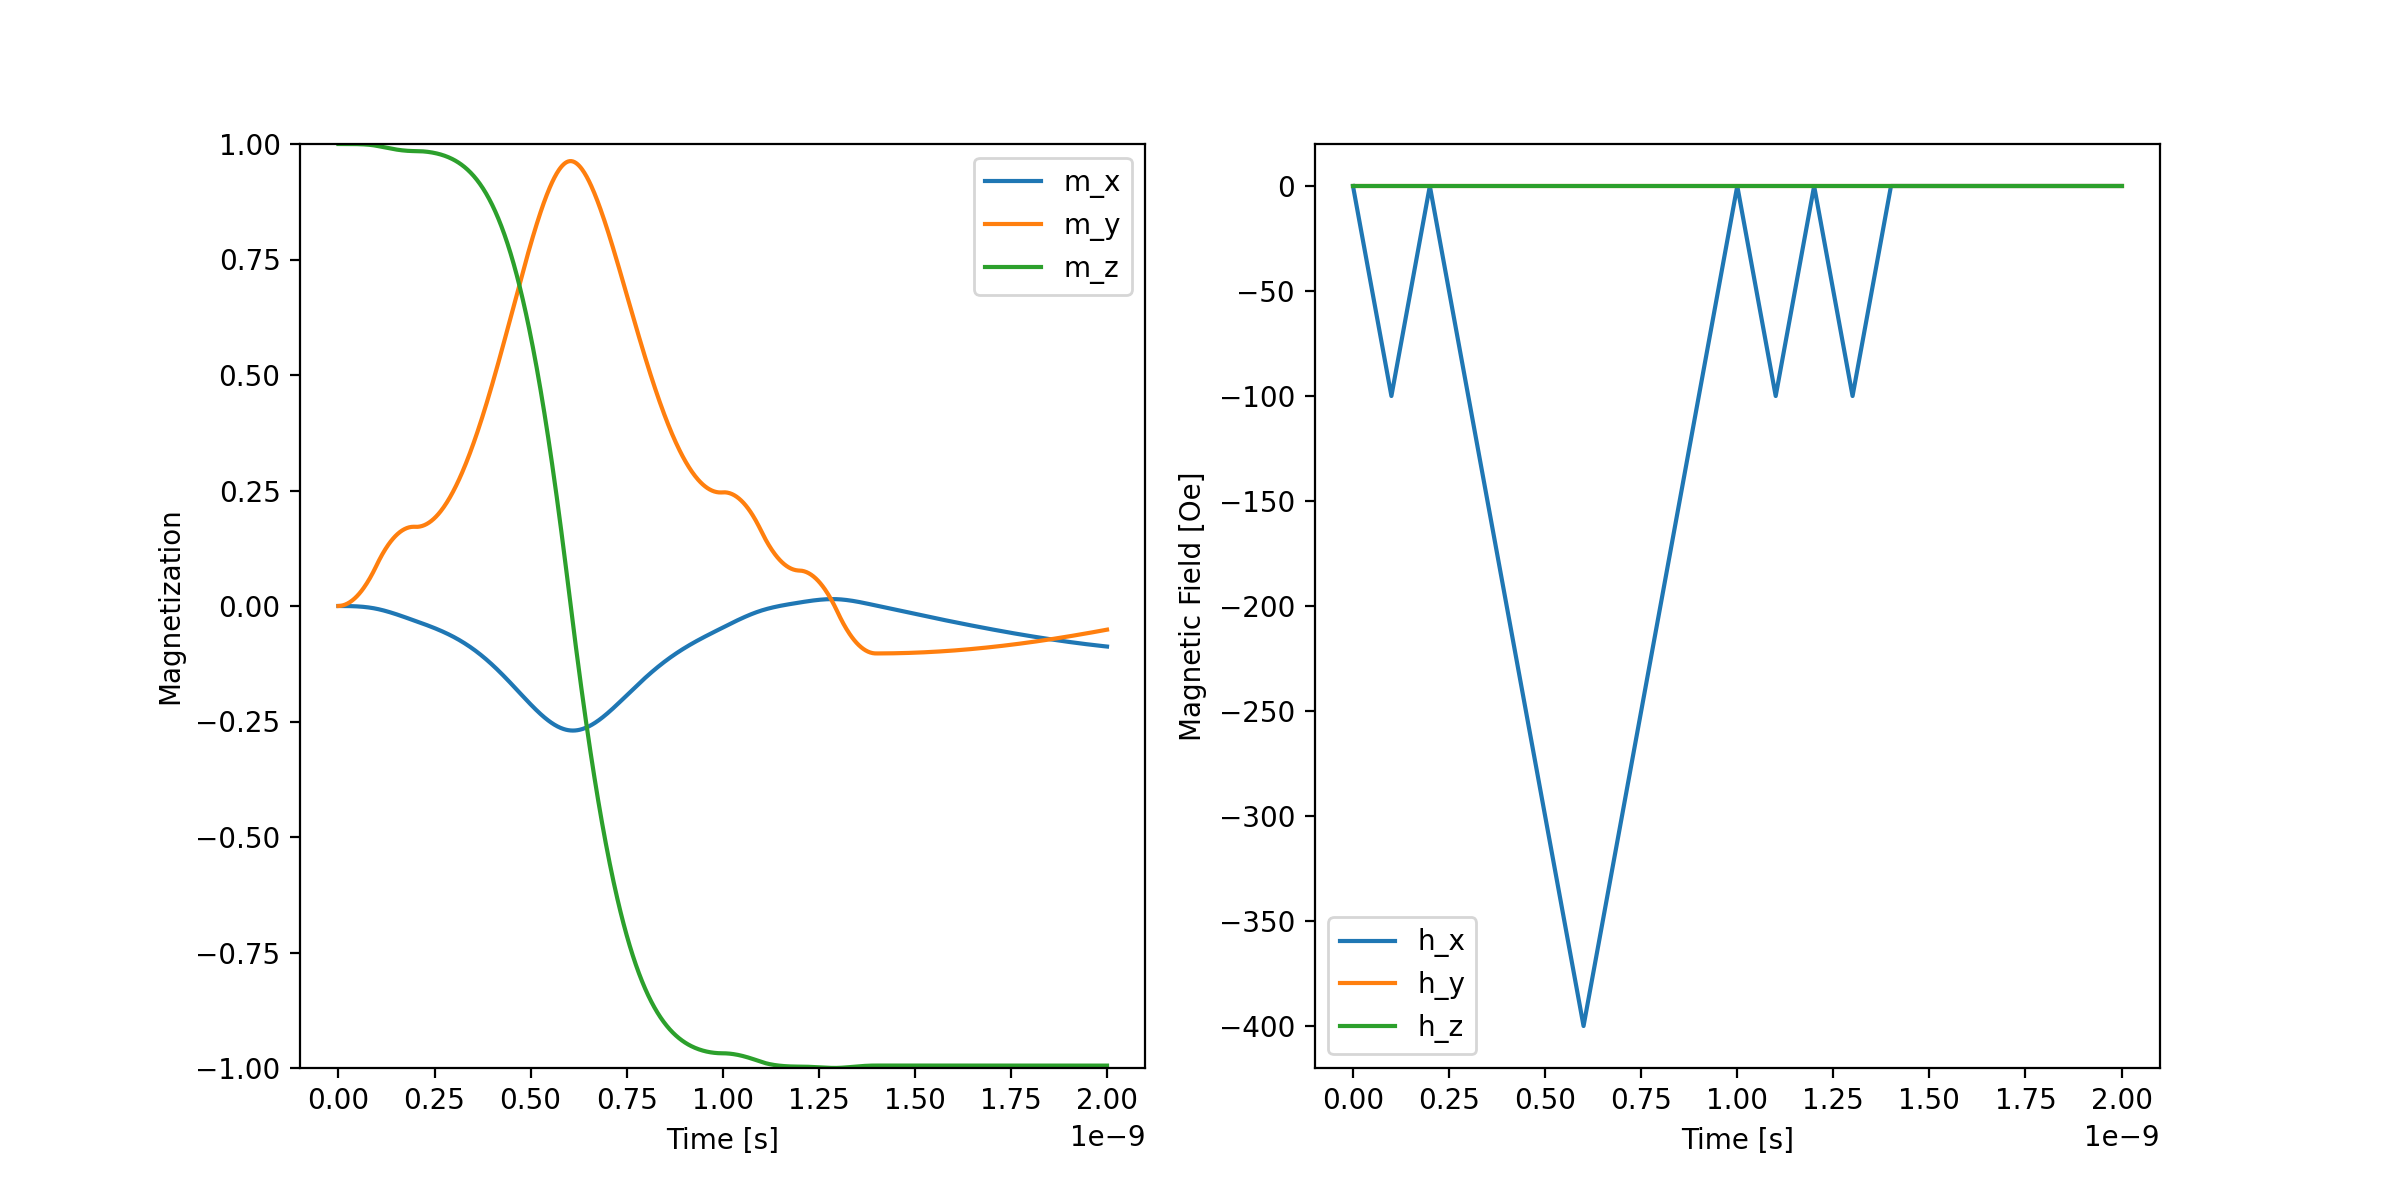 1.00
0.75
0.50
0.25
0.00
−0.25
−0.50
−0.75
−1.00
Magnetization
m_x
m_y
m_z
0.00 0.25 0.50 0.75 1.00 1.25 1.50 1.75 2.00
Time [s]
1e−9
0
−50
−100
−150
−200
−250
−300
−350
−400
Magnetic Field [Oe]
h_x
h_y
h_z
0.00 0.25 0.50 0.75 1.00 1.25 1.50 1.75 2.00
Time [s]
1e−9